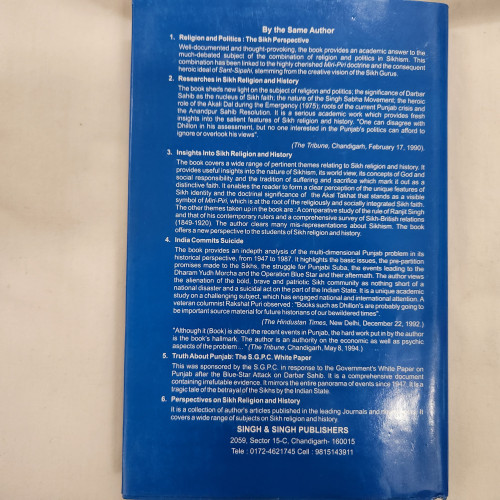 By the Same Author
1. Religion and Politics : The Sikh Perspective
Well-documented and thought-provoking, the book provides an academic answer to the
much-debated subject of the combination of religion and politics in Sikhism. This
combination has been linked to the highly cherished Miri-Piri doctrine and the consequent
heroic ideal of Sant-Sipahi, stemming from the creative vision of the Sikh Gurus.
2. Researches in Sikh Religion and History
The book sheds new light on the subject of religion and politics; the significance of Darbar
Sahib as the nucleus of Sikh faith; the nature of the Singh Sabha Movement; the heroic
role of the Akali Dal during the Emergency (1975); roots of the current Punjab crisis and
the Anandpur Sahib Resolution. It is a serious academic work which provides fresh
insights into the salient features of Sikh religion and history. "One can disagree with
Dhillon in his assessment, but no one interested in the Punjab's politics can afford to
ignore or overlook his views".
(The Tribune, Chandigarh, February 17, 1990).
3. Insights Into Sikh Religion and History
The book covers a wide range of pertinent themes relating to Sikh religion and history. It
provides useful insights into the nature of Sikhism, its world view; its concepts of God and
social responsibility and the tradition of suffering and sacrifice which mark it out as a
distinctive faith. It enables the reader to form a clear perception of the unique features of
Sikh identity and the doctrinal significance of the Akal Takhat that stands as a visible
symbol of Miri-Piri, which is at the root of the religiously and socially integrated Sikh faith.
The other themes taken up in the book are : A comparative study of the rule of Ranjit Singh
and that of his contemporary rulers and a comprehensive survey of Sikh-British relations
(1849-1920). The author clears many mis-representations about Sikhism. The book
offers a new perspective to the students of Sikh religion and history.
4. India Commits Suicide
The book provides an indepth analysis of the multi-dimensional Punjab problem in its
historical perspective, from 1947 to 1987. It highlights the basic issues, the pre-partition
promises made to the Sikhs, the struggle for Punjabi Suba, the events leading to the
Dharam Yudh Morcha and the Operation Blue Star and their aftermath. The author views
the alienation of the bold, brave and patriotic Sikh community as nothing short of a
national disaster and a suicidal act on the part of the Indian State. It is a unique academic
study on a challenging subject, which has engaged national and international attention. A
veteran columnist Rakshat Puri observed : "Books such as Dhillon's are probably going to
be important source material for future historians of our bewildered times".
(The Hindustan Times, New Delhi, December 22, 1992.)
"Although it (Book) is about the recent events in Punjab, the hard work put in by the author
is the book's hallmark. The author is an authority on the economic as well as psychic
aspects of the problem ... " (The Tribune, Chandigarh, May 8, 1994.)
5. Truth About Punjab: The S.G.P.C. White Paper
This was sponsored by the S.G.P.C. in response to the Government's White Paper on
Punjab after the Blue-Star Attack on Darbar Sahib. It is a comprehensive document
containing irrefutable evidence. It mirrors the entire panorama of events since 1947. It is a
tragic tale of the betrayal of the Sikhs by the Indian State.
6. Perspectives on Sikh Religion and History
It is a collection of author's articles published in the leading Journals and It
covers a wide range of subjects on Sikh religion and history.
SINGH & SINGH PUBLISHERS
2059, Sector 15-C, Chandigarh- 160015
Tele : 0172-4621745 Cell : 9815143911